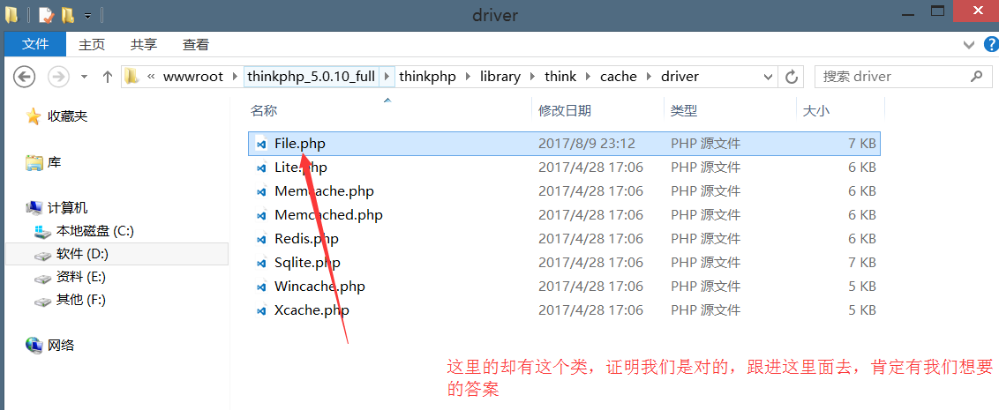 driver
文件 主页 共享 查看
« wwwroot thinkphp_5.0.10_full thinkphp library think cache driver 搜索 driver
名称 修改日期 类型 大小
收藏夹
库
计算机
本地磁盘 (C:)
软件 (D:)
资料 (E:)
其他 (F:)
网络
File.php 2017/8/9 23:12 PHP 源文件 7 KB
Lite.php 2017/4/28 17:06 PHP 源文件 6 KB
Memcache.php 2017/4/28 17:06 PHP 源文件 6 KB
Memcached.php 2017/4/28 17:06 PHP 源文件 6 KB
Redis.php 2017/4/28 17:06 PHP 源文件 6 KB
Sqlite.php 2017/4/28 17:06 PHP 源文件 7 KB
Wincache.php 2017/4/28 17:06 PHP 源文件 5 KB
Xcache.php 2017/4/28 17:06 PHP 源文件 5 KB
这里的却有这个类，证明我们是对的，跟进这里面去，肯定有我们想要
的答案